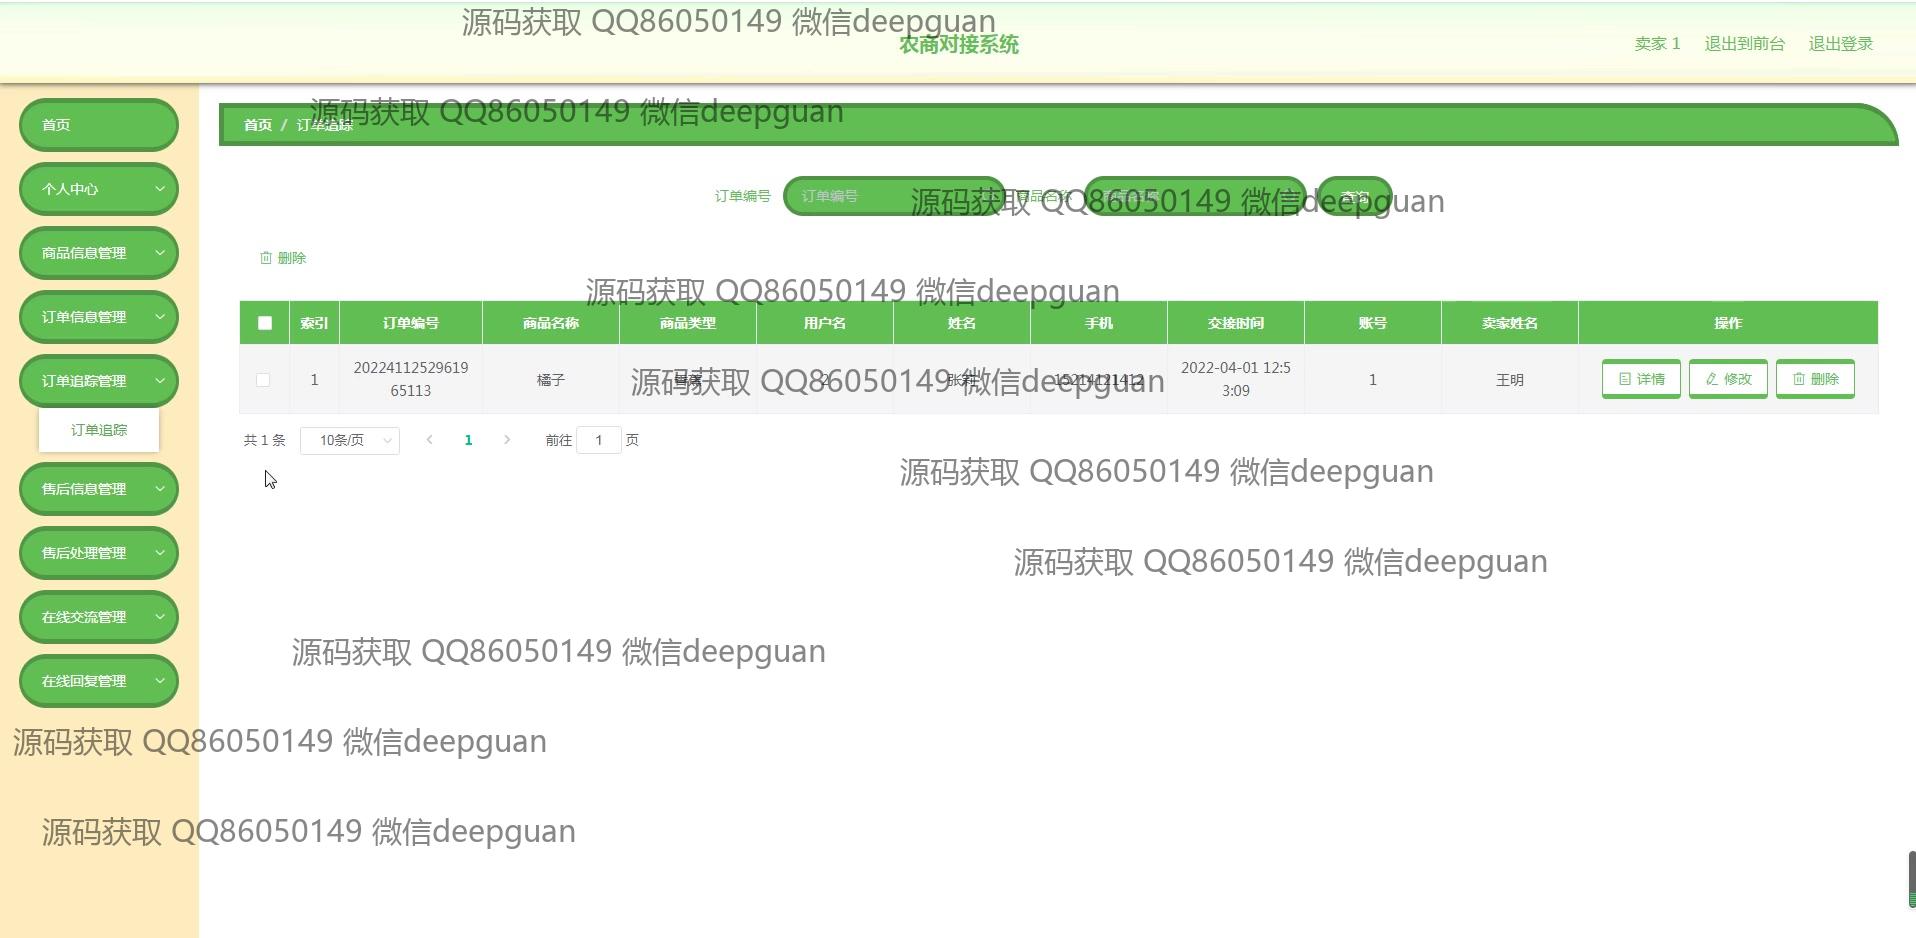 源码获取 QQ86050149 微信deepguan
农商对接系统
卖家 1 退出到前台 退出登录
首页
个人中心
商品信息管理
订单信息管理
订单追踪管理
订单追踪
售后信息管理
售后处理管理
在线交流管理
在线回复管理
源码获取 QQ86050149 微信deepguan
首页 / 订单追踪
订单编号 订单编号 商品名称 商品名称 查询
源码获取 QQ86050149 微信deepguan
删除
源码获取 QQ86050149 微信deepguan
索引 订单编号 商品名称 商品类型 用户名 姓名 手机 交接时间 账号 卖家姓名 操作
1 20224112529619 橘子 2 15214121412 2022-04-01 12:5 1 王明 详情 修改 删除
65113 3:09
源码获取 QQ86050149 微信deepguan
共 1 条 10条/页 1 前往 1 页
源码获取 QQ86050149 微信deepguan
源码获取 QQ86050149 微信deepguan
源码获取 QQ86050149 微信deepguan
源码获取 QQ86050149 微信deepguan
源码获取 QQ86050149 微信deepguan